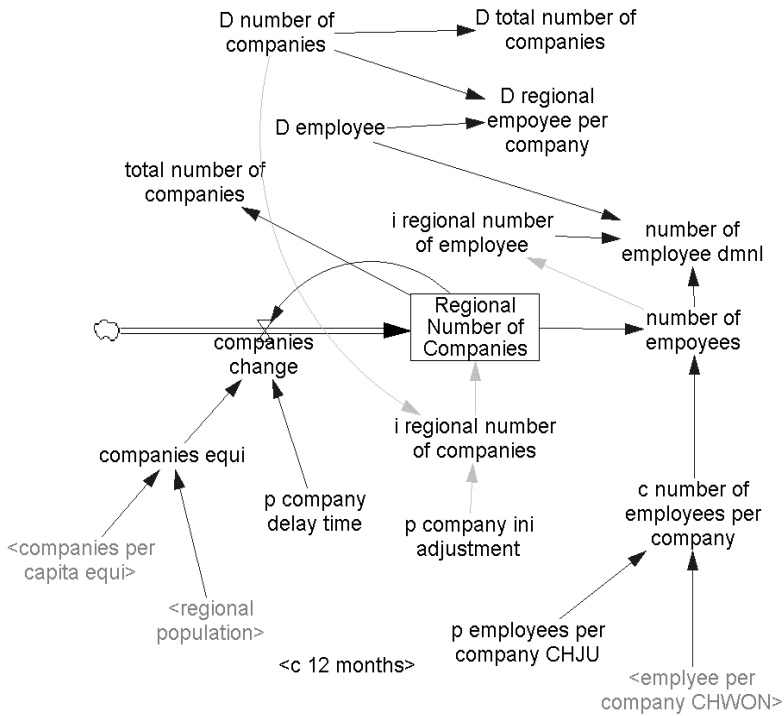 D number of
companies
D total number of
companies
D regional
empoyee per
company
D employee
total number of
companies
i regional number
of employee
number of
employee dmnl
Regional
Number of
Companies
number of
empoyees
companies
change
i regional number
of companies
companies equi
p company
delay time
p company ini
adjustment
c number of
employees per
company
<companies per
capita equi>
<regional
population>
p employees per
company CHJU
<c 12 months>
<emplyee per
company CHWON>